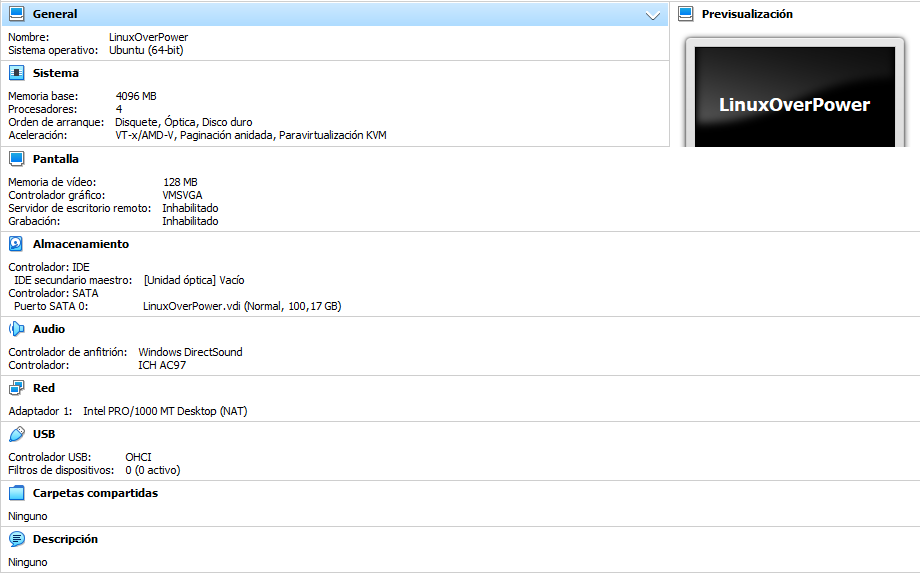 General
Nombre: LinuxOverPower
Sistema operativo: Ubuntu (64-bit)
Sistema
Memoria base: 4096 MB
Procesadores: 4
Orden de arranque: Disquete, Óptica, Disco duro
Aceleración: VT-x/AMD-V, Paginación anidada, Paravirtualización KVM
Previsualización
LinuxOverPower
Pantalla
Memoria de vídeo: 128 MB
Controlador gráfico: VMSVGA
Servidor de escritorio remoto: Inhabilitado
Grabación: Inhabilitado
Almacenamiento
Controlador: IDE
IDE secundario maestro: [Unidad óptica] Vacío
Controlador: SATA
Puerto SATA 0: LinuxOverPower.vdi (Normal, 100,17 GB)
Audio
Controlador de anfitrión: Windows DirectSound
Controlador: ICH AC97
Red
Adaptador 1: Intel PRO/1000 MT Desktop (NAT)
USB
Controlador USB: OHCI
Filtros de dispositivos: 0 (0 activo)
Carpetas compartidas
Ninguno
Descripción
Ninguno